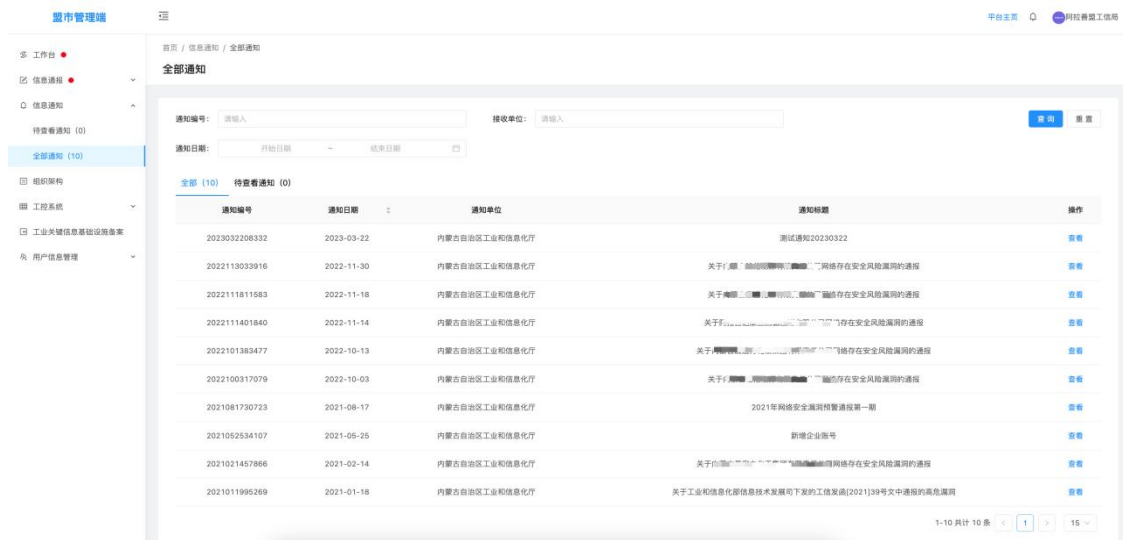 盟市管理端
平台主页 阿拉善盟工信局
工作台
信息通报
信息通知
待查看通知 (0)
全部通知 (10)
组织架构
工控系统
工业关键信息基础设施备案
用户信息管理
首页 / 信息通知 / 全部通知
全部通知
通知编号: 请输入 接收单位: 请输入 查询 重置
通知日期: 开始日期 ~ 结束日期
全部 (10) 待查看通知 (0)
通知编号 通知日期 通知单位 通知标题 操作
2023032208332 2023-03-22 内蒙古自治区工业和信息化厅 测试通知20230322 查看
2022113033916 2022-11-30 内蒙古自治区工业和信息化厅 关于 网络存在安全风险漏洞的通报 查看
2022111811583 2022-11-18 内蒙古自治区工业和信息化厅 关于 存在安全风险漏洞的通报 查看
2022111401840 2022-11-14 内蒙古自治区工业和信息化厅 关于 存在安全风险漏洞的通报 查看
2022101383477 2022-10-13 内蒙古自治区工业和信息化厅 关于 络存在安全风险漏洞的通报 查看
2022100317079 2022-10-03 内蒙古自治区工业和信息化厅 关于 存在安全风险漏洞的通报 查看
2021081730723 2021-08-17 内蒙古自治区工业和信息化厅 2021年网络安全漏洞预警通报第一期 查看
2021052534107 2021-05-25 内蒙古自治区工业和信息化厅 新增企业账号 查看
2021021457866 2021-02-14 内蒙古自治区工业和信息化厅 关于 网络存在安全风险漏洞的通报 查看
2021011995269 2021-01-18 内蒙古自治区工业和信息化厅 关于工业和信息化部信息技术发展司下发的工信发函[2021]39号文中通报的高危漏洞 查看
1-10 共计 10 条 < 1 > 15